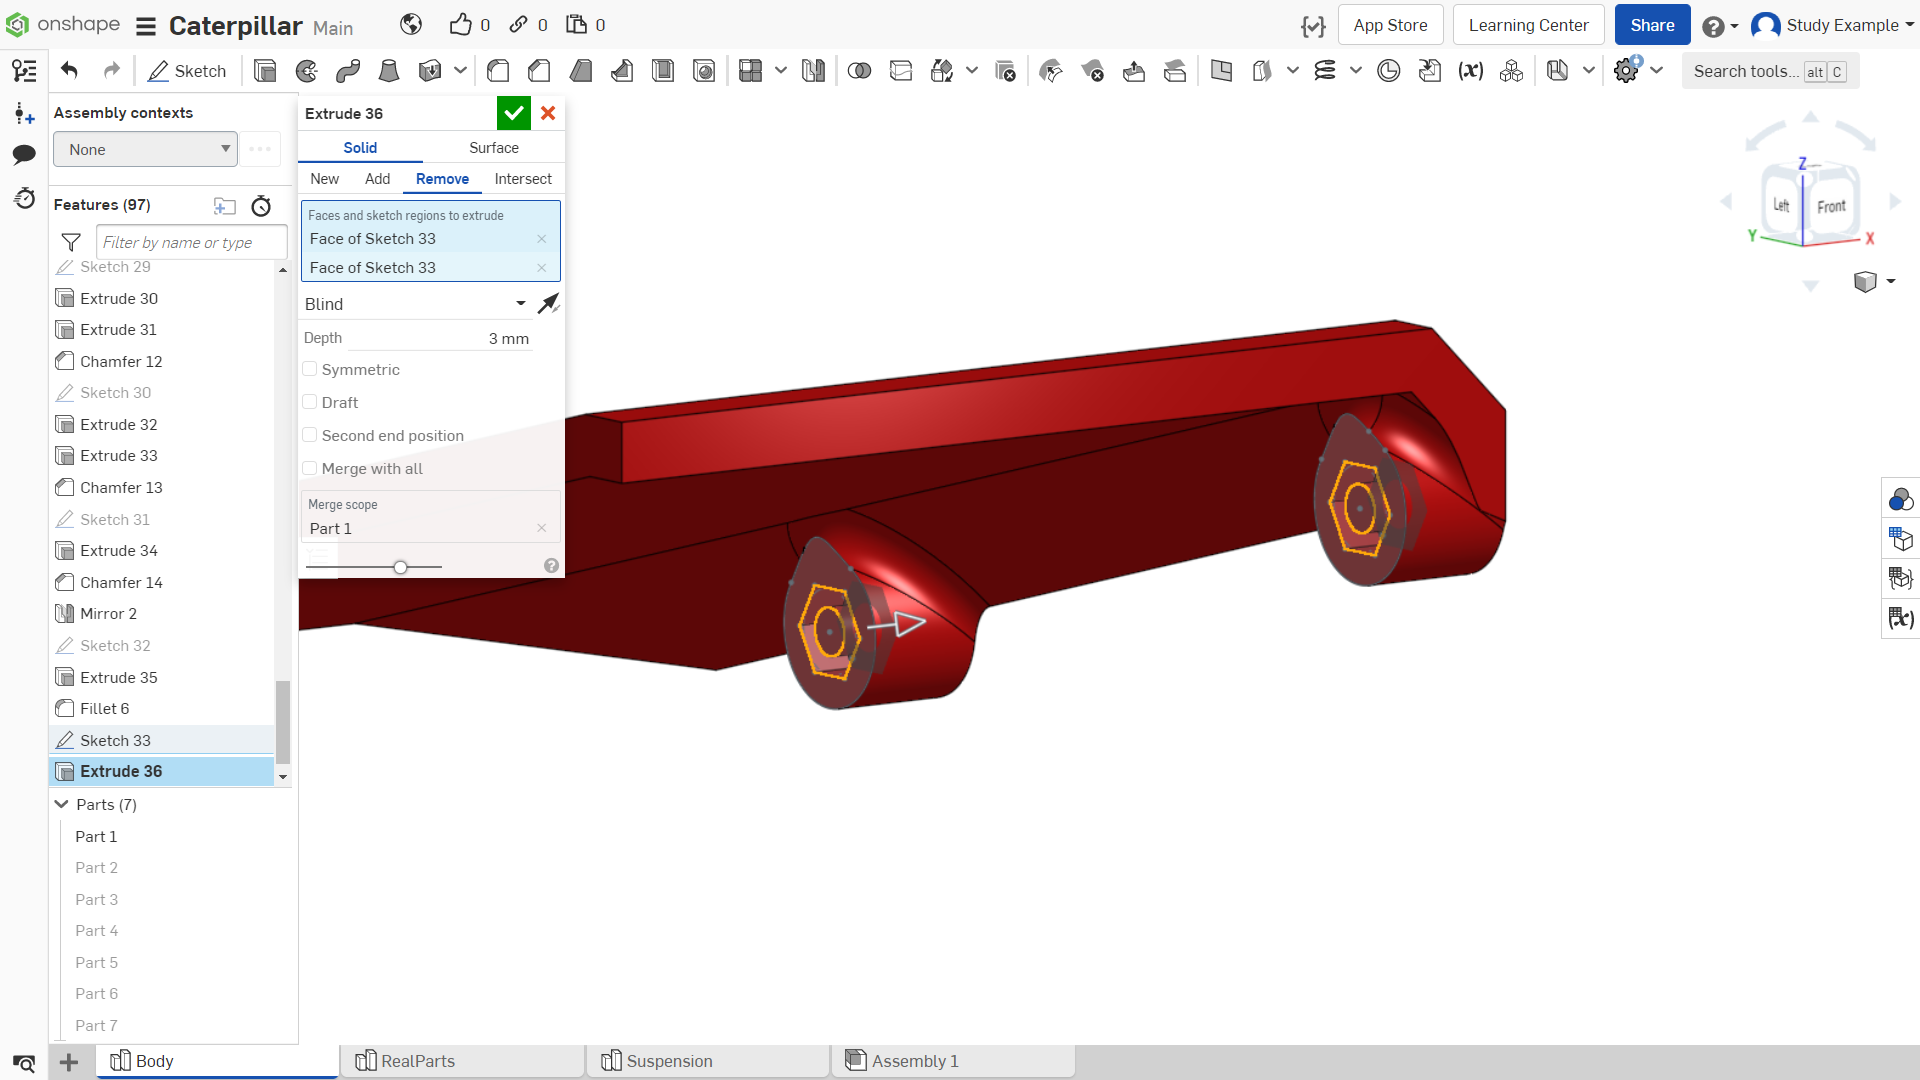 onshape
Caterpillar Main
0
0
0
App Store
Learning Center
Share
Study Example
Sketch
Search tools... alt C
Assembly contexts
None
Features (97)
Filter by name or type
Sketch 29
Extrude 30
Extrude 31
Chamfer 12
Sketch 30
Extrude 32
Extrude 33
Chamfer 13
Sketch 31
Extrude 34
Chamfer 14
Mirror 2
Sketch 32
Extrude 35
Fillet 6
Sketch 33
Extrude 36
Parts (7)
Part 1
Part 2
Part 3
Part 4
Part 5
Part 6
Part 7
Extrude 36
Solid Surface
New Add Remove Intersect
Faces and sketch regions to extrude
Face of Sketch 33
Face of Sketch 33
Blind
Depth 3 mm
Symmetric
Draft
Second end position
Merge with all
Merge scope
Part 1
Z
Left Front
Y X
Body RealParts Suspension Assembly 1